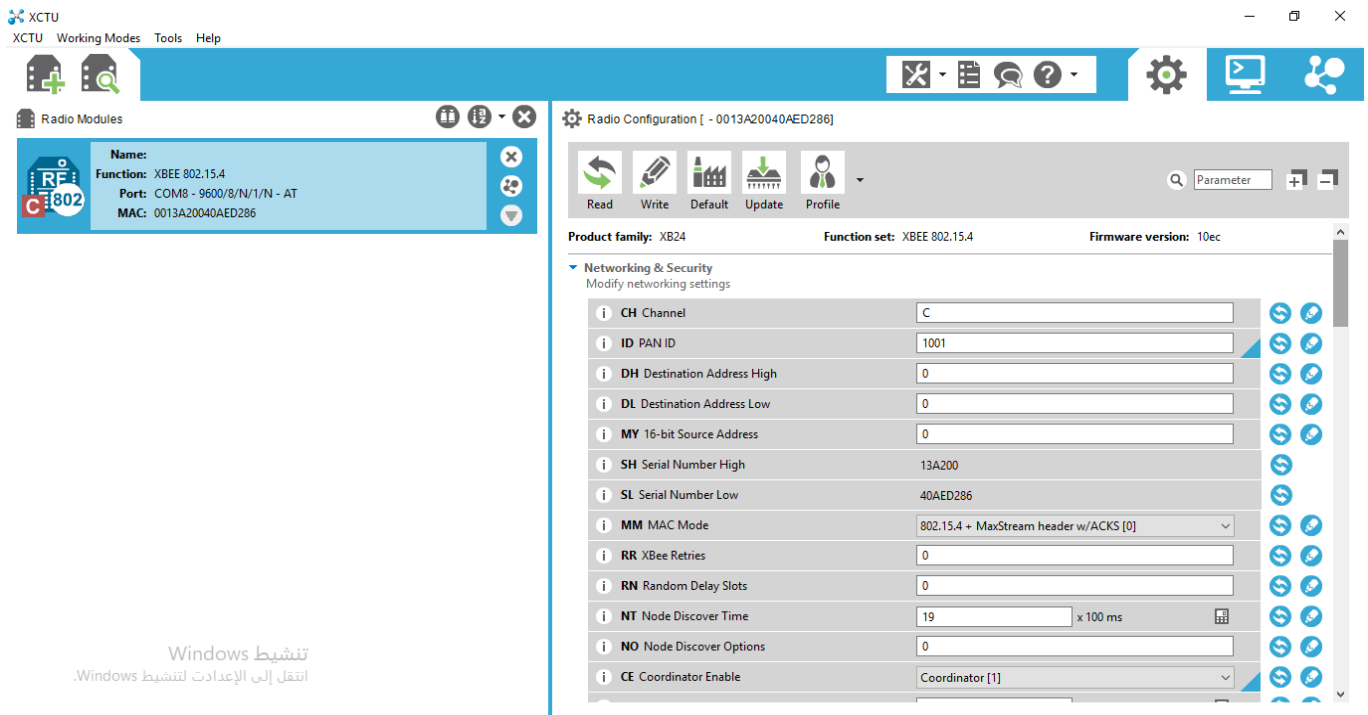 XCTU
XCTU Working Modes Tools Help
Radio Modules
Name:
Function: XBEE 802.15.4
Port: COM8 - 9600/8/N/1/N - AT
MAC: 0013A20040AED286
RF
802
C
Radio Configuration [ - 0013A20040AED286]
Read Write Default Update Profile
Parameter
Product family: XB24 Function set: XBEE 802.15.4 Firmware version: 10ec
Networking & Security
Modify networking settings
i CH Channel C
i ID PAN ID 1001
i DH Destination Address High 0
i DL Destination Address Low 0
i MY 16-bit Source Address 0
i SH Serial Number High 13A200
i SL Serial Number Low 40AED286
i MM MAC Mode 802.15.4 + MaxStream header w/ACKS [0]
i RR XBee Retries 0
i RN Random Delay Slots 0
i NT Node Discover Time 19 x 100 ms
i NO Node Discover Options 0
i CE Coordinator Enable Coordinator [1]
تنشيط Windows
انتقل إلى الإعدادت لتنشيط Windows.